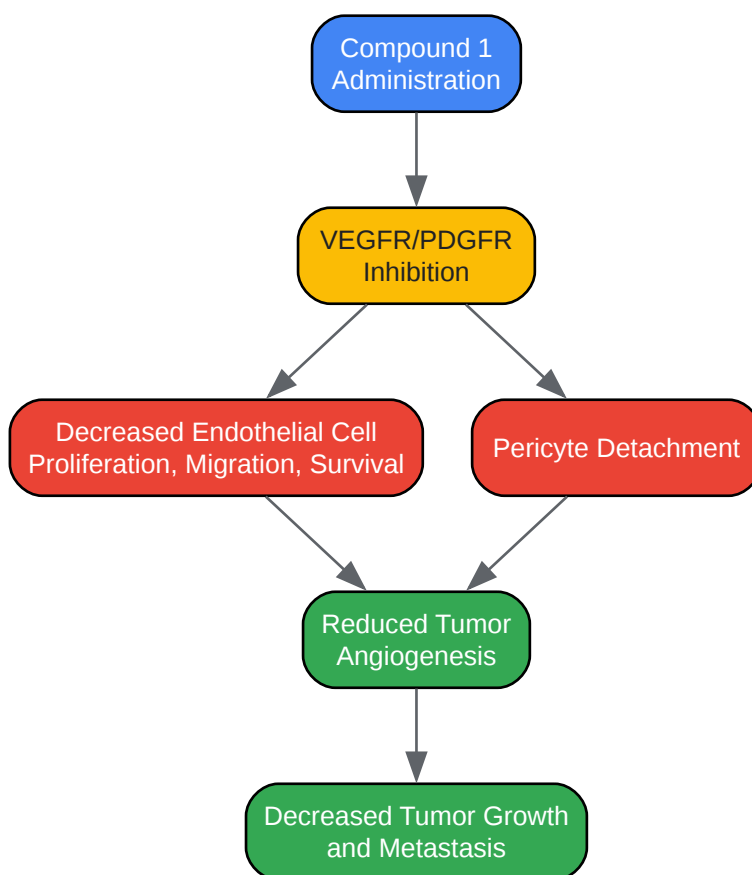 Compound 1
Administration
VEGFR/PDGFR
Inhibition
Decreased Endothelial Cell
Proliferation, Migration, Survival
Pericyte Detachment
Reduced Tumor
Angiogenesis
Decreased Tumor Growth
and Metastasis